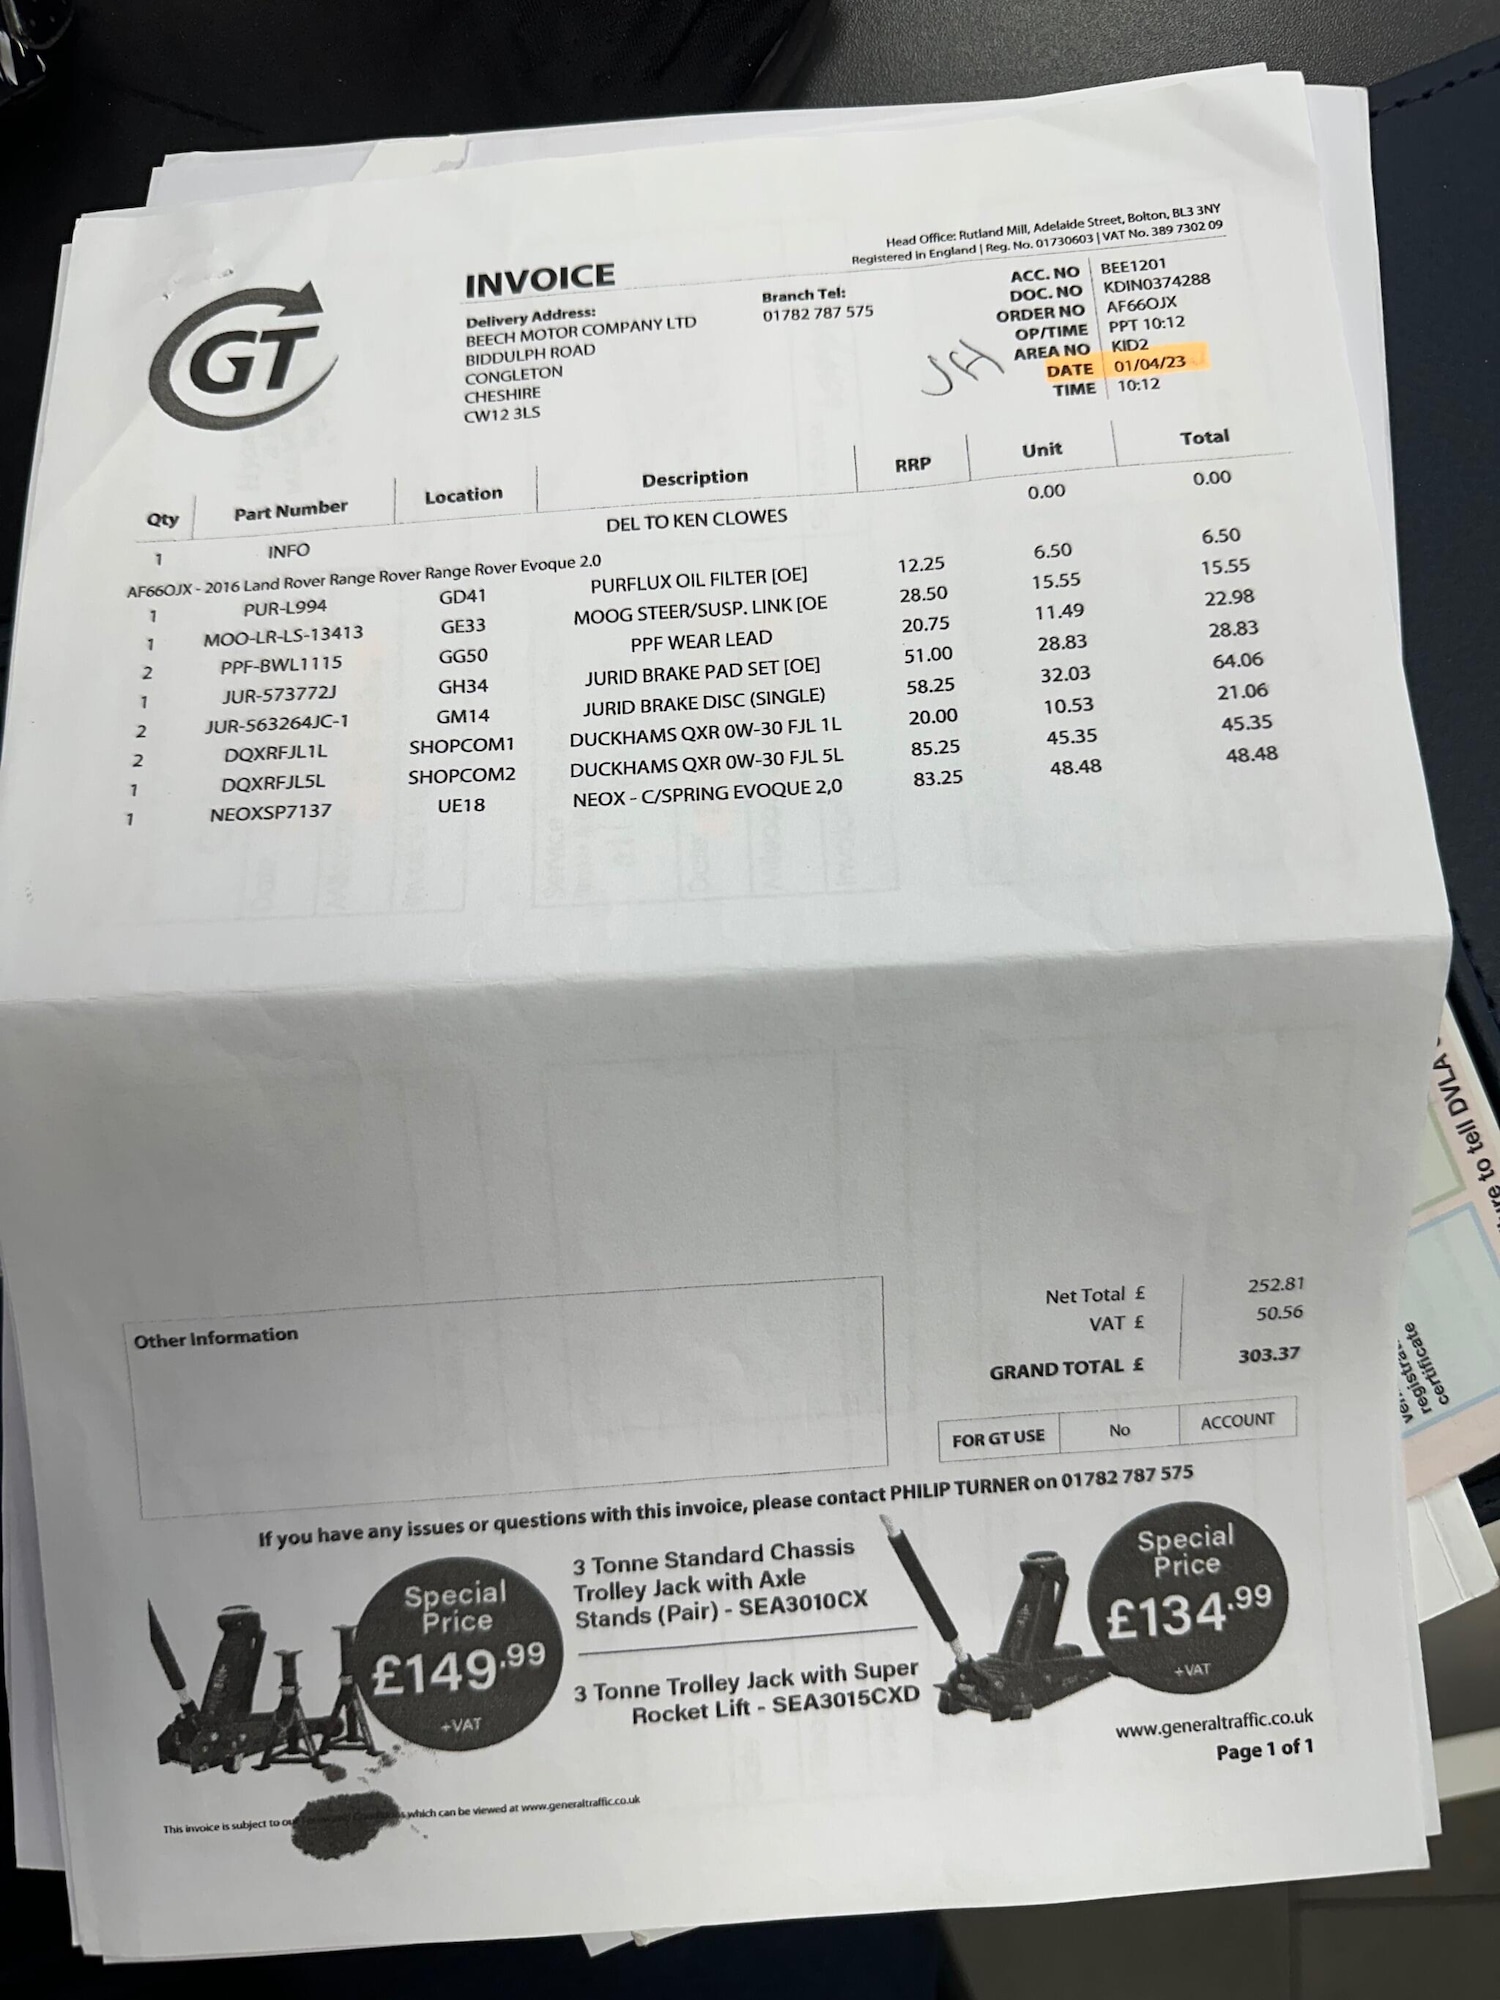 GT
INVOICE
Head Office: Rutland Mill, Adelaide Street, Bolton, BL3 3NY
Registered in England | Reg. No. 01730603 | VAT No. 389 7302 09
Delivery Address:
BEECH MOTOR COMPANY LTD
BIDDULPH ROAD
CONGLETON
CHESHIRE
CW12 3LS
Branch Tel:
01782 787 575
JH
ACC. NO BEE1201
DOC. NO KDIN0374288
ORDER NO AF66OJX
OP/TIME PPT 10:12
AREA NO KID2
DATE 01/04/23
TIME 10:12
Qty Part Number Location Description RRP Unit Total
1 INFO DEL TO KEN CLOWES 0.00 0.00
AF66OJX - 2016 Land Rover Range Rover Range Rover Evoque 2.0
1 PUR-L994 GD41 PURFLUX OIL FILTER [OE] 12.25 6.50 6.50
1 MOO-LR-LS-13413 GE33 MOOG STEER/SUSP. LINK [OE 28.50 15.55 15.55
2 PPF-BWL1115 GG50 PPF WEAR LEAD 20.75 11.49 22.98
1 JUR-573772J GH34 JURID BRAKE PAD SET [OE] 51.00 28.83 28.83
2 JUR-563264JC-1 GM14 JURID BRAKE DISC (SINGLE) 58.25 32.03 64.06
2 DQXRFJL1L SHOPCOM1 DUCKHAMS QXR 0W-30 FJL 1L 20.00 10.53 21.06
1 DQXRFJL5L SHOPCOM2 DUCKHAMS QXR 0W-30 FJL 5L 85.25 45.35 45.35
1 NEOXSP7137 UE18 NEOX - C/SPRING EVOQUE 2,0 83.25 48.48 48.48
Net Total £ 252.81
VAT £ 50.56
GRAND TOTAL £ 303.37
Other Information
FOR GT USE No ACCOUNT
If you have any issues or questions with this invoice, please contact PHILIP TURNER on 01782 787 575
Special
Price
£149.99
+VAT
3 Tonne Standard Chassis
Trolley Jack with Axle
Stands (Pair) - SEA3010CX
3 Tonne Trolley Jack with Super
Rocket Lift - SEA3015CXD
Special
Price
£134.99
+VAT
www.generaltraffic.co.uk
Page 1 of 1
This invoice is subject to our which can be viewed at www.generaltraffic.co.uk
to tell DVLA
registra
certificate